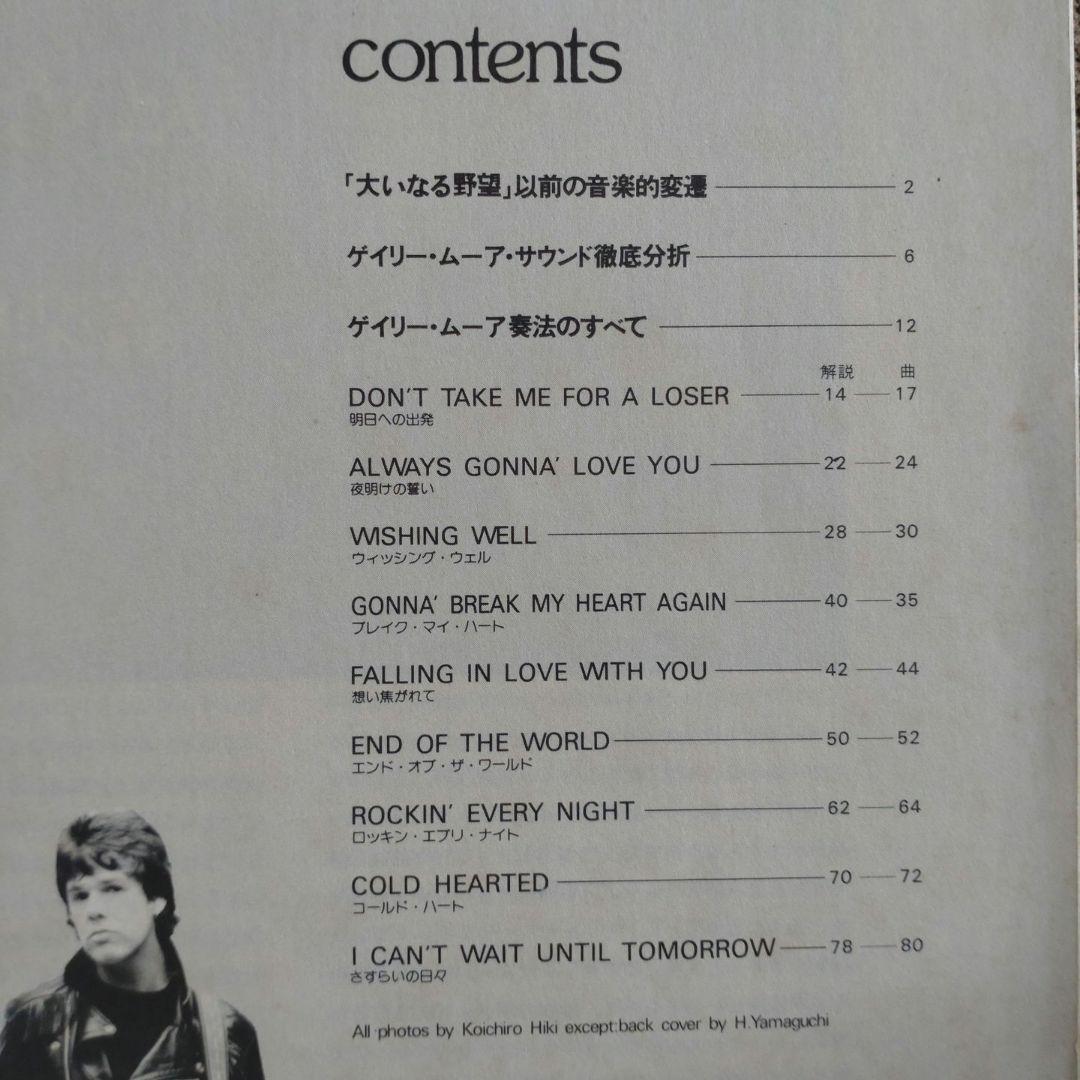 contents
「大いなる野望」以前の音楽的変遷 2
ゲイリー・ムーア・サウンド徹底分折 6
ゲイリー・ムーア奏法のすべて 12
解説 曲
DON'T TAKE ME FOR A LOSER 14 17
明日への出発
ALWAYS GONNA' LOVE YOU 22 24
夜明けの誓い
WISHING WELL 28 30
ウィッシング・ウェル
GONNA' BREAK MY HEART AGAIN 40 35
ブレイク・マイ・ハート
FALLING IN LOVE WITH YOU 42 44
想い焦がれて
END OF THE WORLD 50 52
エンド・オブ・ザ・ワールド
ROCKIN' EVERY NIGHT 62 64
ロッキン・エブリ・ナイト
COLD HEARTED 70 72
コールド・ハート
I CAN'T WAIT UNTIL TOMORROW 78 80
さすらいの日々
All photos by Koichiro Hiki except:back cover by H.Yamaguchi